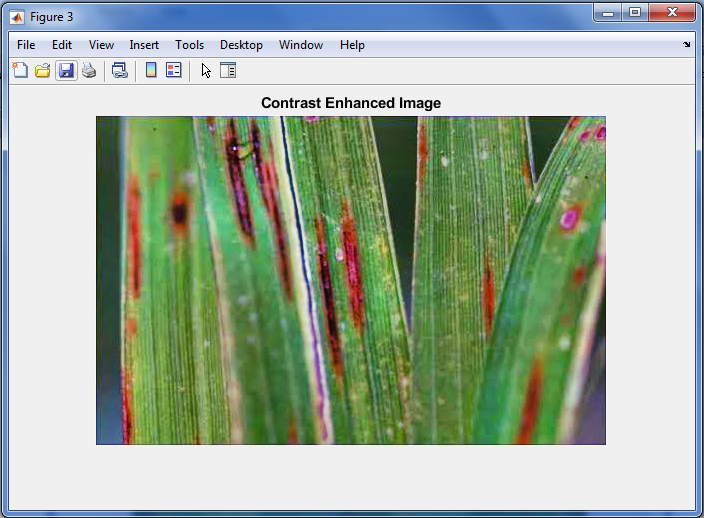 Figure 3
File Edit View Insert Tools Desktop Window Help
Contrast Enhanced Image